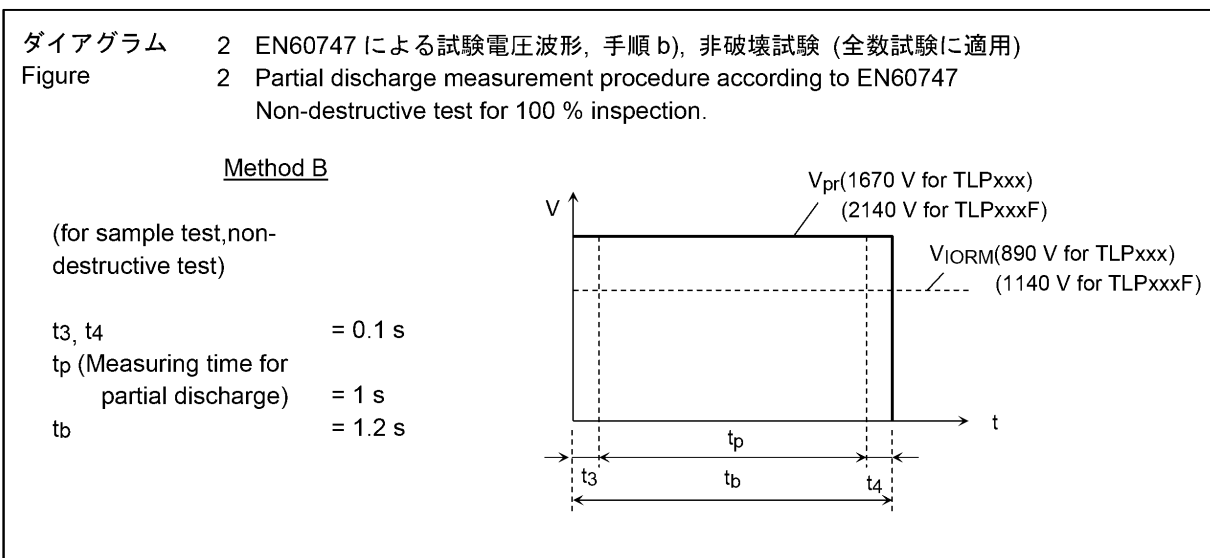 ダイアグラム 2 EN60747 による試験電圧波形, 手順 b), 非破壊試験 (全数試験に適用)
Figure 2 Partial discharge measurement procedure according to EN60747
Non-destructive test for 100 % inspection.
Method B
(for sample test,non-
destructive test)
t3, t4 = 0.1 s
tp (Measuring time for
partial discharge) = 1 s
tb = 1.2 s
V
Vpr(1670 V for TLPxxx)
(2140 V for TLPxxxF)
VIORM(890 V for TLPxxx)
(1140 V for TLPxxxF)
t
tp
t3 tb t4